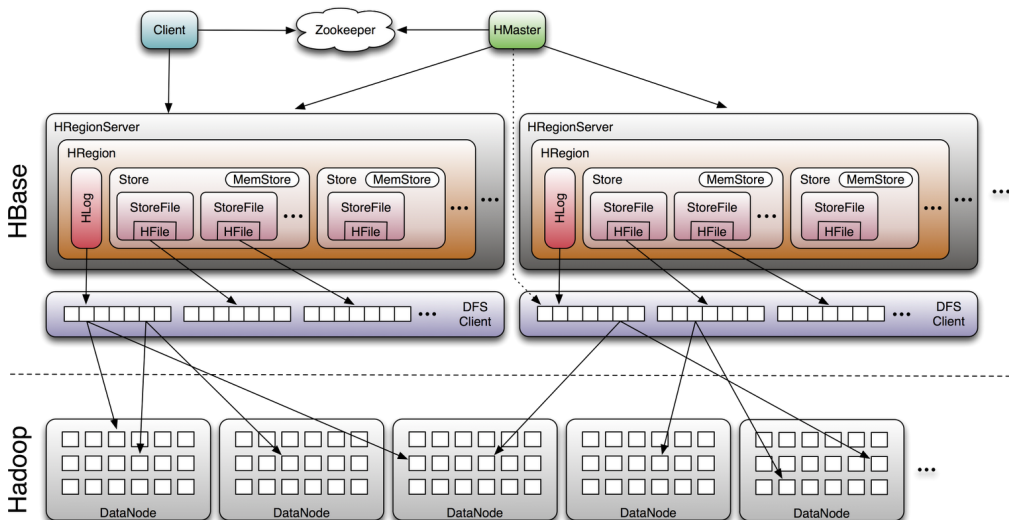 Client
Zookeeper
HMaster
HBase
HRegionServer
HRegion
HLog
Store
MemStore
StoreFile
HFile
StoreFile
HFile
...
Store
MemStore
StoreFile
HFile
...
...
HRegionServer
HRegion
HLog
Store
MemStore
StoreFile
HFile
StoreFile
HFile
...
Store
MemStore
StoreFile
HFile
...
...
...
...
DFS
Client
...
DFS
Client
Hadoop
DataNode
DataNode
DataNode
DataNode
DataNode
...